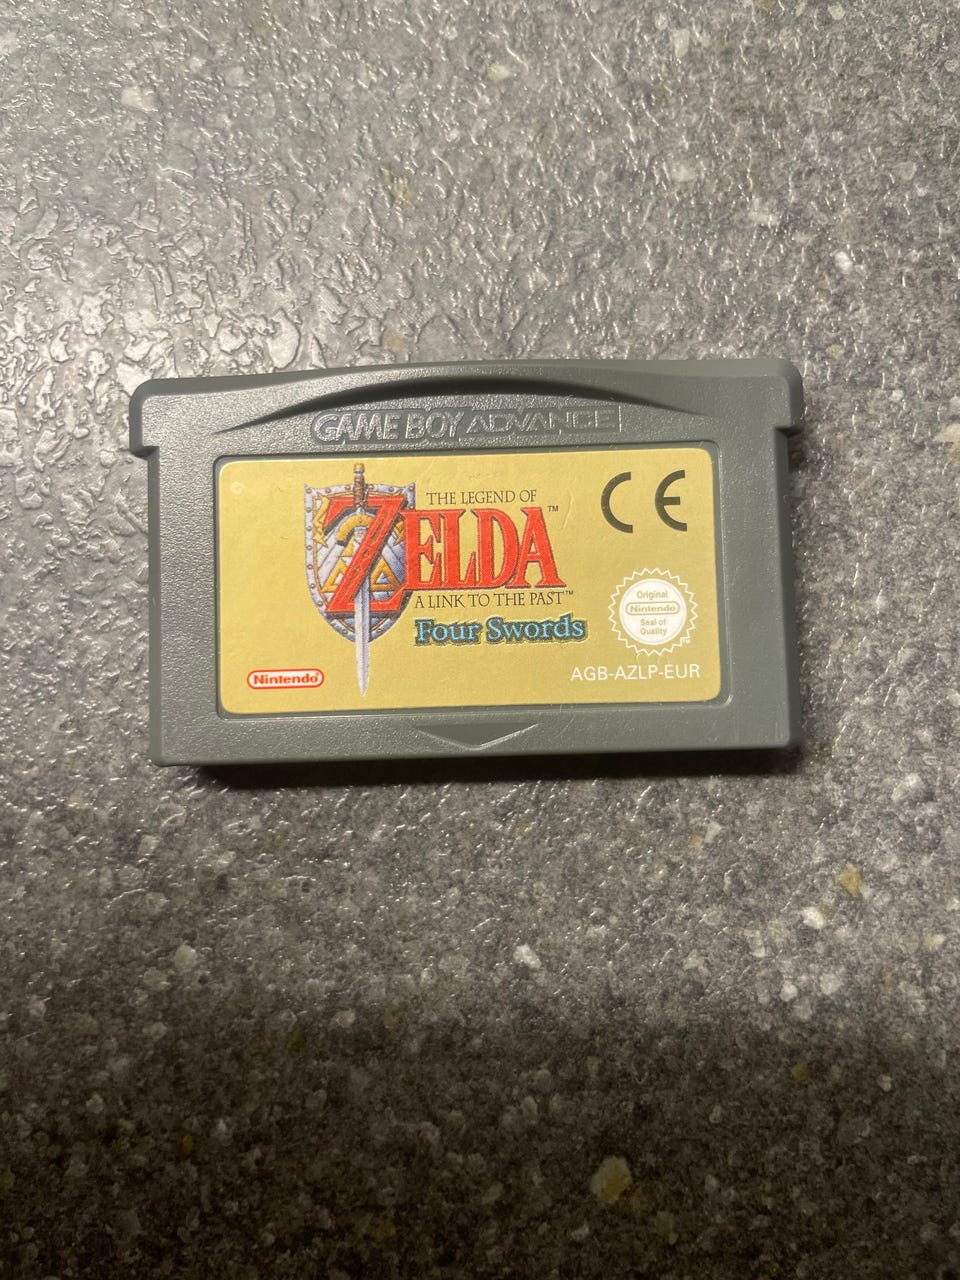 GAME BOY ADVANCE
THE LEGEND OF
ZELDA™
A LINK TO THE PAST™
Four Swords
CE
Original
Nintendo
Seal of
Quality
Nintendo®
AGB-AZLP-EUR